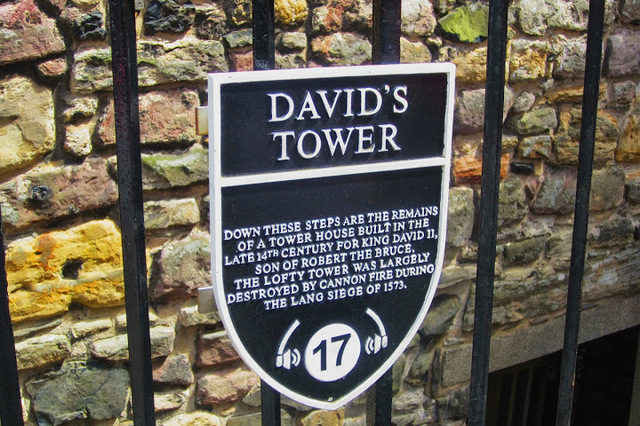 DAVID'S
TOWER
DOWN THESE STEPS ARE THE REMAINS
OF A TOWER HOUSE BUILT IN THE
LATE 14TH CENTURY FOR KING DAVID II,
SON OF ROBERT THE BRUCE.
THE LOFTY TOWER WAS LARGELY
DESTROYED BY CANNON FIRE DURING
THE LANG SIEGE OF 1573.
17